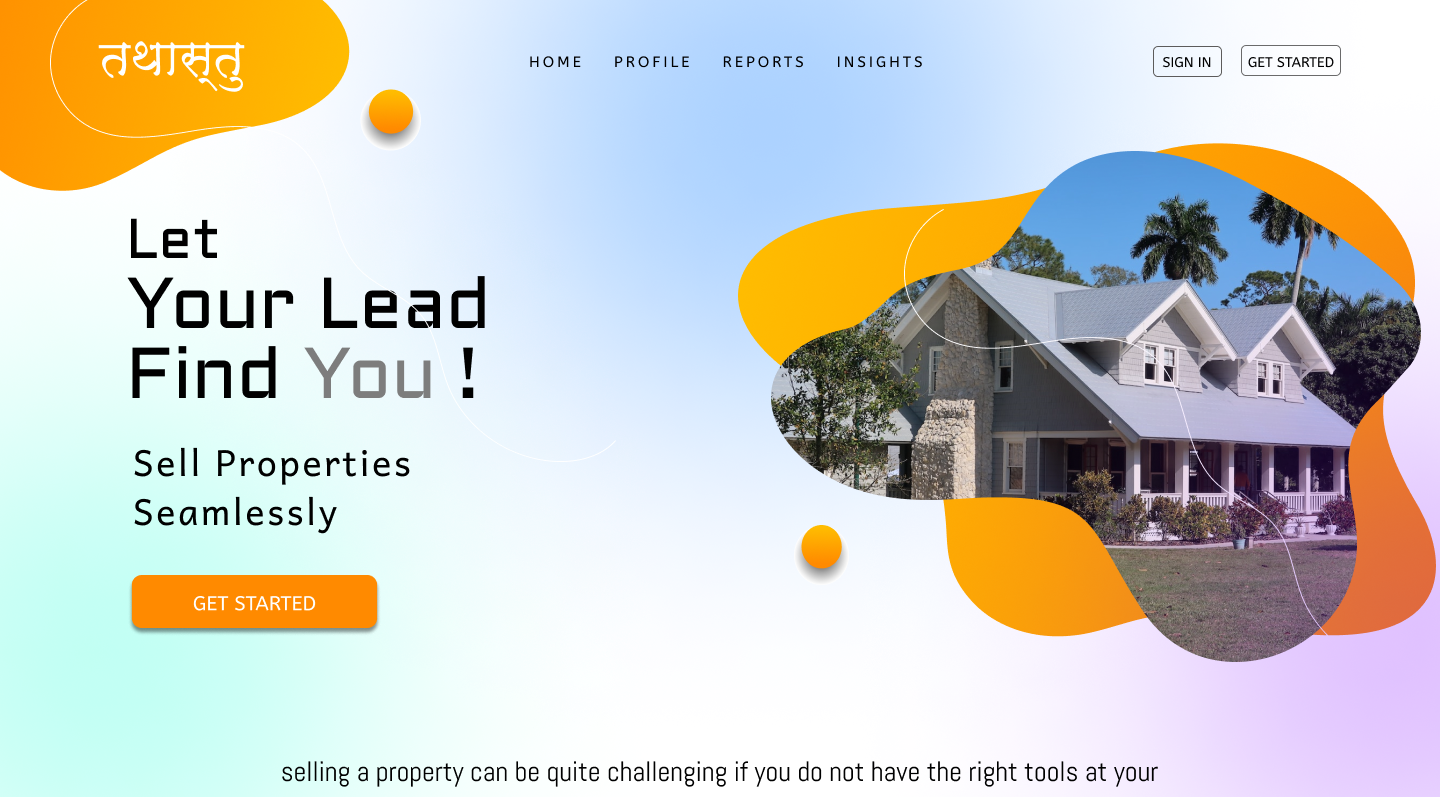 तथास्तु
HOME PROFILE REPORTS INSIGHTS
SIGN IN GET STARTED
Let
Your Lead
Find You !
Sell Properties
Seamlessly
GET STARTED
selling a property can be quite challenging if you do not have the right tools at your